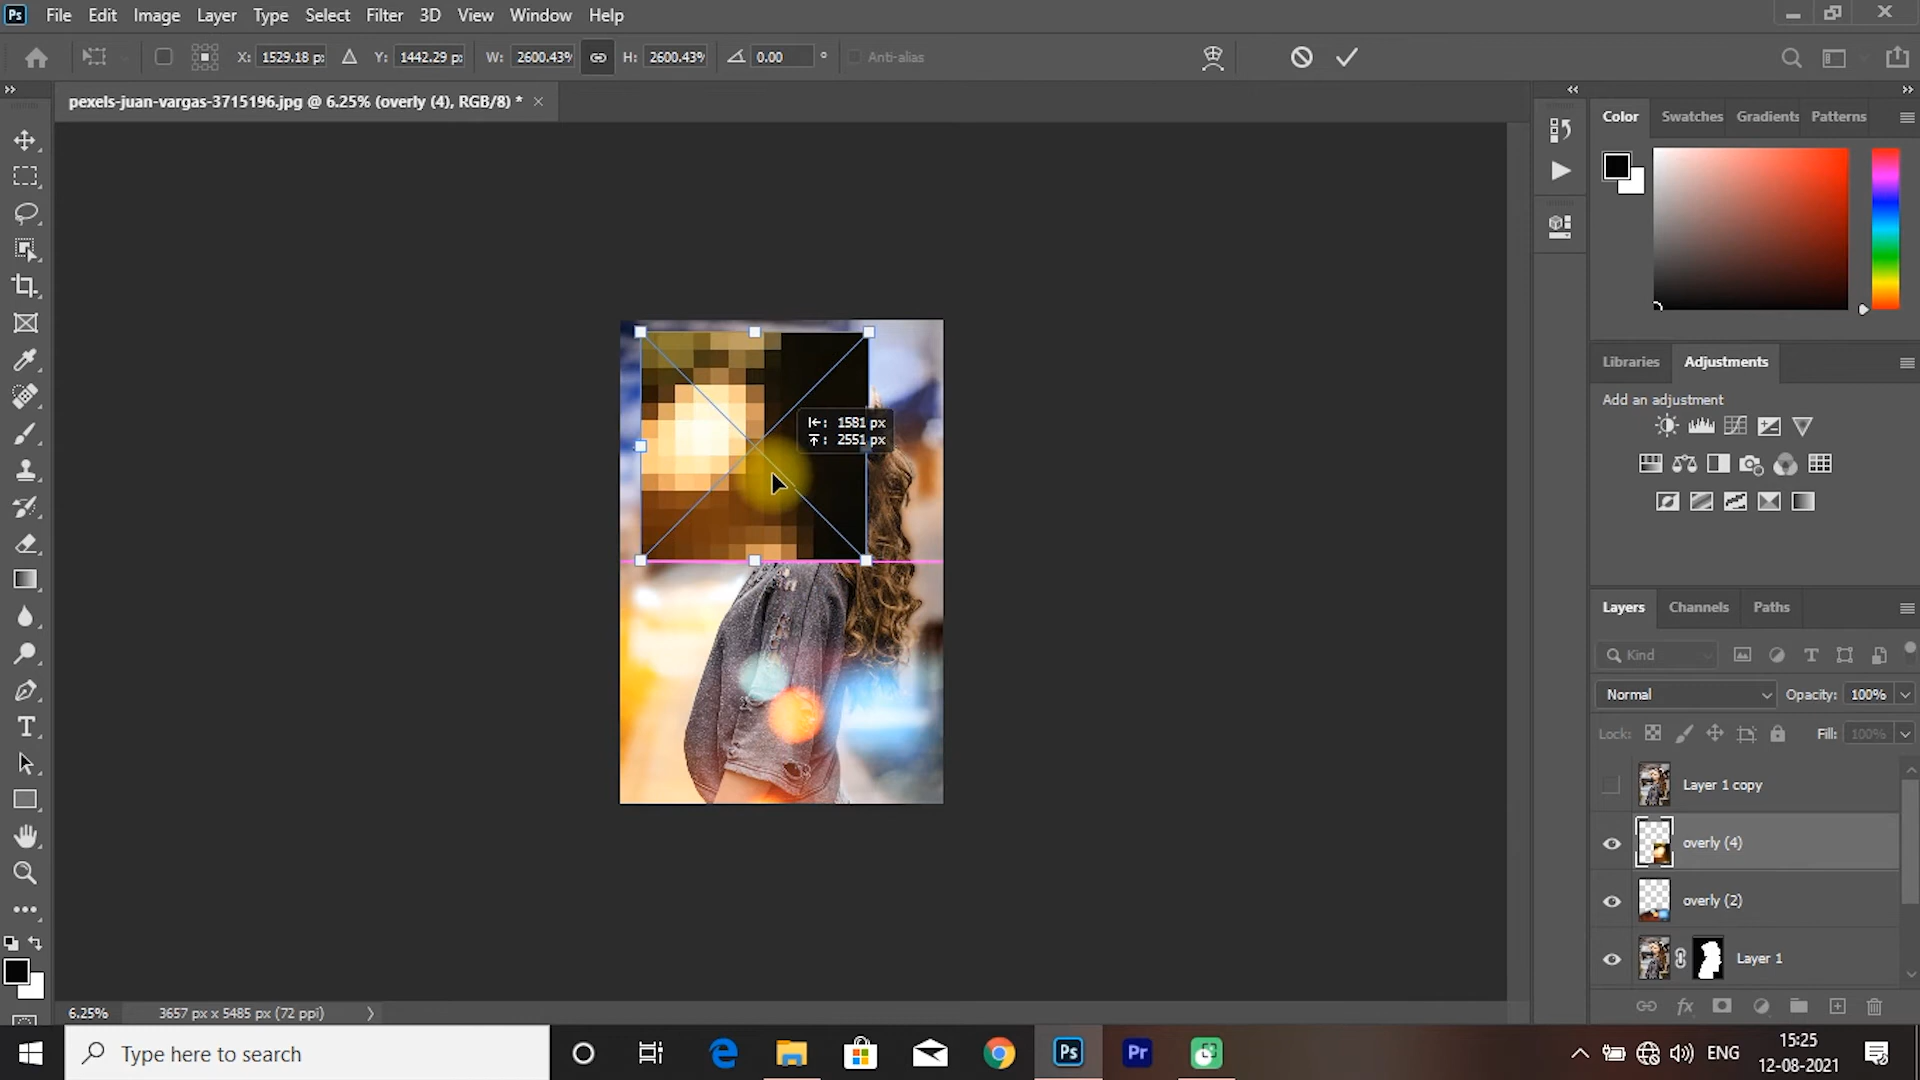 Ps File Edit Image Layer Type Select Filter 3D View Window Help
X: 1529.18 px Y: 1442.29 px W: 2600.43% H: 2600.43% 0.00 ° Anti-alias
pexels-juan-vargas-3715196.jpg @ 6.25% (overly (4), RGB/8) *
Color Swatches Gradients Patterns
Libraries Adjustments
Add an adjustment
: 1581 px
: 2551 px
Layers Channels Paths
Kind
Normal Opacity: 100%
Lock: Fill: 100%
Layer 1 copy
overly (4)
overly (2)
Layer 1
6.25% 3657 px x 5485 px (72 ppi)
Type here to search
Ps
Pr
ENG
15:25
12-08-2021